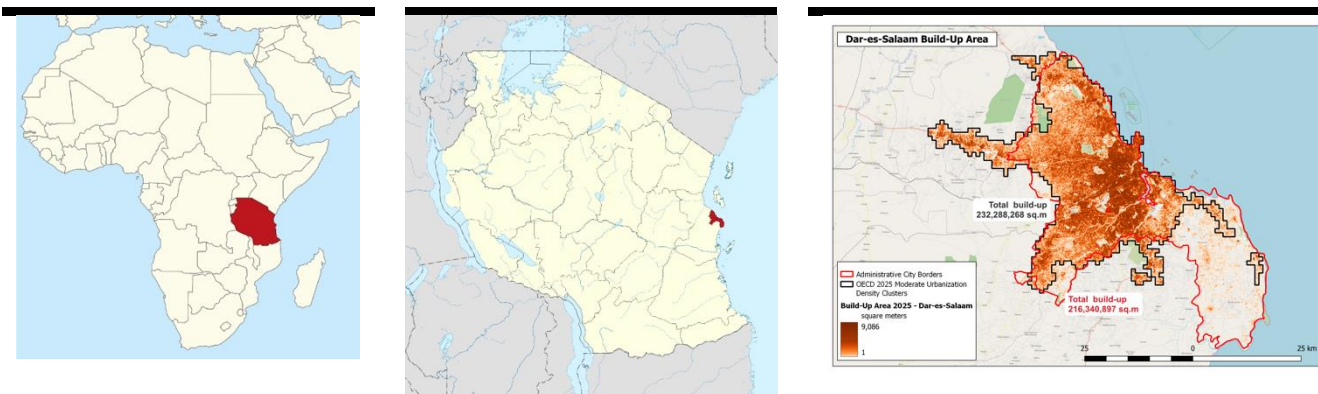 Dar-es-Salaam Build-Up Area
Total build-up
232,288,268 sq.m
Administrative City Borders
OECD 2025 Moderate Urbanization
Density Clusters
Build-Up Area 2025 - Dar-es-Salaam
square meters
9,086
1
Total build-up
216,340,897 sq.m
25
0
25 km